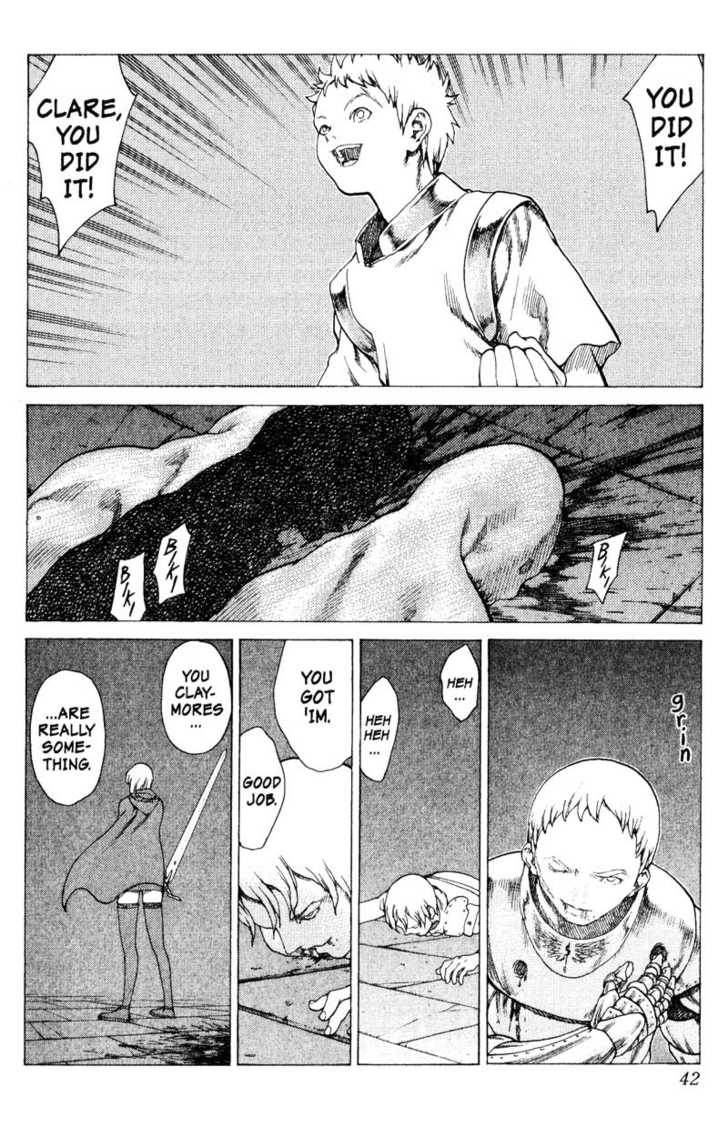 YOU
DID
IT!
CLARE,
YOU
DID
IT!
BIKI
BIKI
BIKI
grin
HEH
...
HEH
HEH
...
YOU
GOT
'IM.
GOOD
JOB.
YOU
CLAY-
MORES
...
...ARE
REALLY
SOME-
THING.
42